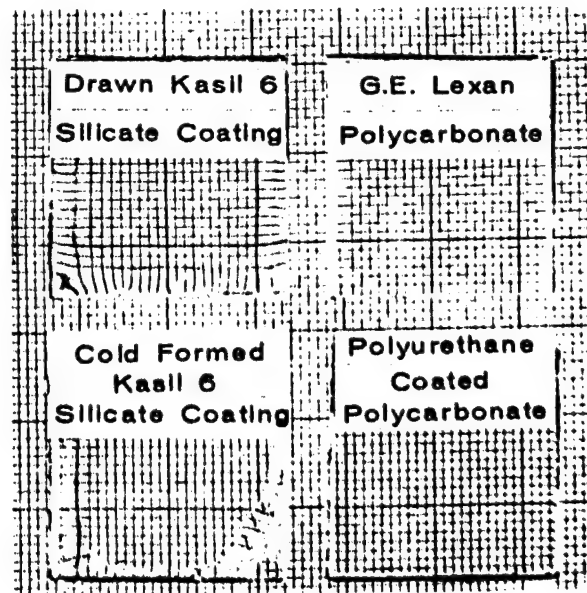 Drawn Kasil 6
Silicate Coating
G.E. Lexan
Polycarbonate
Cold Formed
Kasil 6
Silicate Coating
Polyurethane
Coated
Polycarbonate